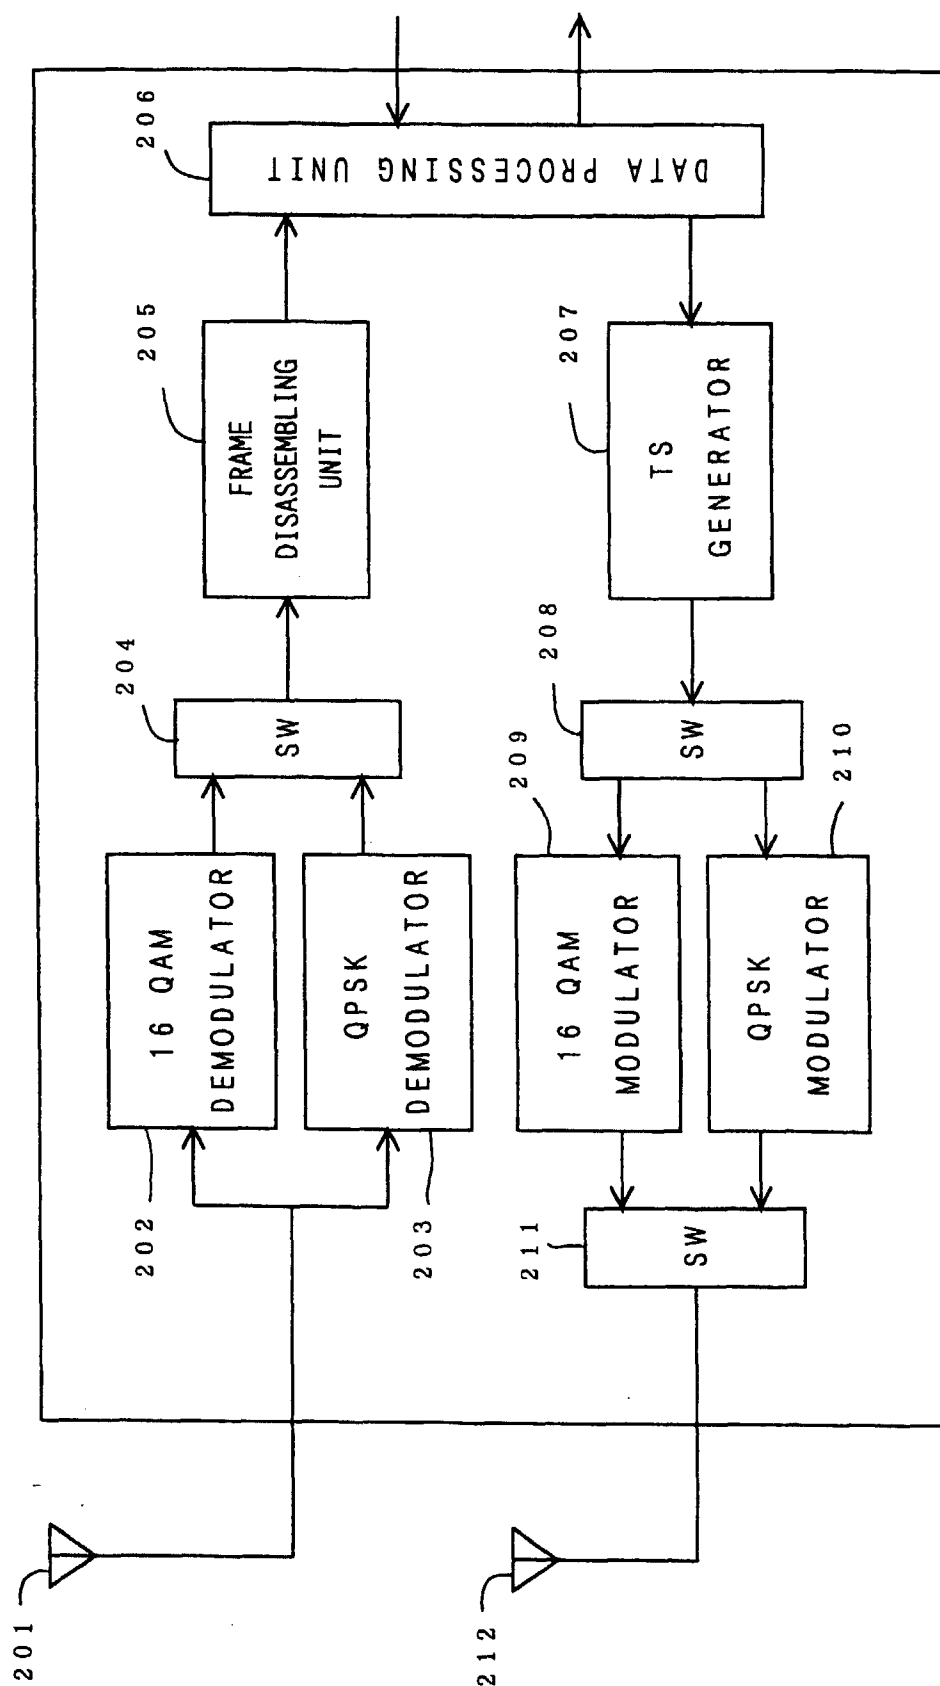 201
202
16 QAM
DEMODULATOR
203
QPSK
DEMODULATOR
204
SW
205
FRAME
DISASSEMBLING
UNIT
206
DATA PROCESSING UNIT
207
TS
GENERATOR
208
SW
209
16 QAM
MODULATOR
210
QPSK
MODULATOR
211
SW
212